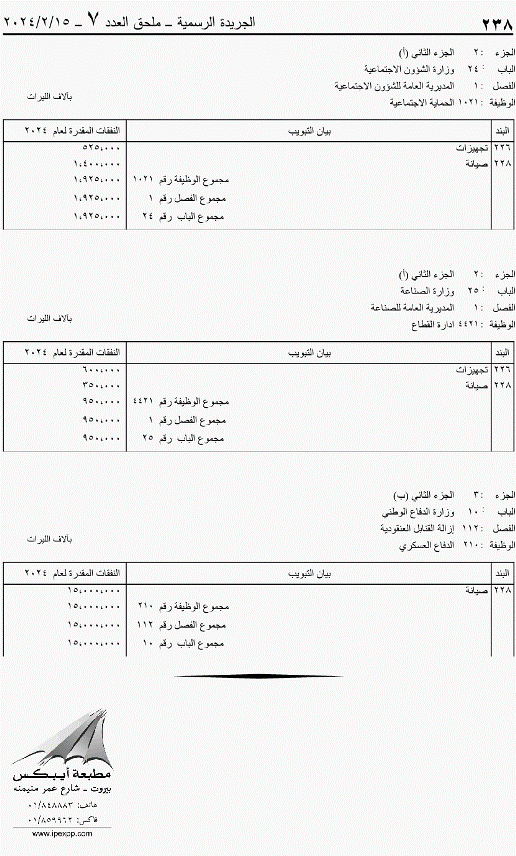 ٢٣٨ الجريدة الرسمية ــ ملحق العدد ٧ ــ ٢٠٢٤/٢/١٥
الجزء : ٢ الجزء الثاني (أ)
الباب : ٢٤ وزارة الشؤون الاجتماعية
الفصل : ١ المديرية العامة للشؤون الاجتماعية
الوظيفة : ١٠٢١ الحماية الاجتماعية
بآلاف الليرات
البند بيان التبويب النفقات المقدرة لعام ٢٠٢٤
٢٢٦ تجهيزات ٥٢٥،٠٠٠
٢٢٨ صيانة ١،٤٠٠،٠٠٠
مجموع الوظيفة رقم ١٠٢١ ١،٩٢٥،٠٠٠
مجموع الفصل رقم ١ ١،٩٢٥،٠٠٠
مجموع الباب رقم ٢٤ ١،٩٢٥،٠٠٠
الجزء : ٢ الجزء الثاني (أ)
الباب : ٢٥ وزارة الصناعة
الفصل : ١ المديرية العامة للصناعة
الوظيفة : ٤٤٢١ ادارة القطاع
بآلاف الليرات
البند بيان التبويب النفقات المقدرة لعام ٢٠٢٤
٢٢٦ تجهيزات ٦٠٠،٠٠٠
٢٢٨ صيانة ٣٥٠،٠٠٠
مجموع الوظيفة رقم ٤٤٢١ ٩٥٠،٠٠٠
مجموع الفصل رقم ١ ٩٥٠،٠٠٠
مجموع الباب رقم ٢٥ ٩٥٠،٠٠٠
الجزء : ٣ الجزء الثاني (ب)
الباب : ١٠ وزارة الدفاع الوطني
الفصل : ١١٢ إزالة القنابل العنقودية
الوظيفة : ٢١٠ الدفاع العسكري
بآلاف الليرات
البند بيان التبويب النفقات المقدرة لعام ٢٠٢٤
٢٢٨ صيانة ١٥،٠٠٠،٠٠٠
مجموع الوظيفة رقم ٢١٠ ١٥،٠٠٠،٠٠٠
مجموع الفصل رقم ١١٢ ١٥،٠٠٠،٠٠٠
مجموع الباب رقم ١٠ ١٥،٠٠٠،٠٠٠
مطبعة أيبكس
بيروت ــ شارع عمر منيمنه
هاتف: ٠١/٨٤٨٨٨٣
فاكس: ٠١/٨٥٩٩٦٢
www.ipexpp.com